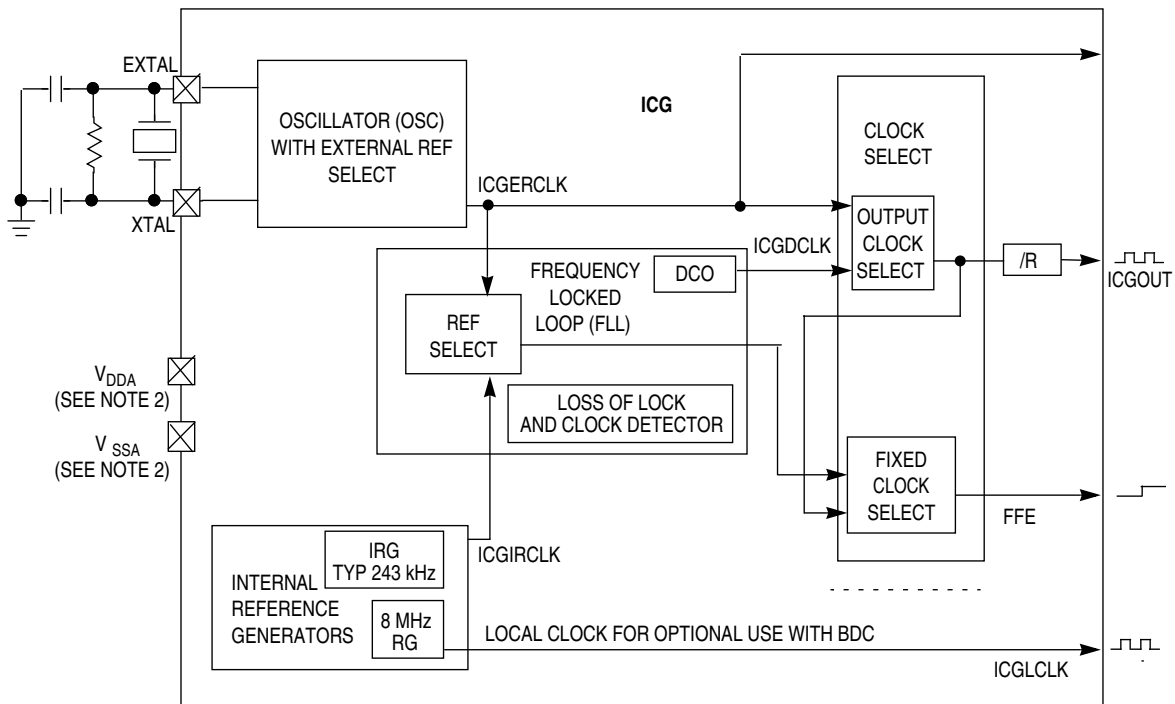 EXTAL
OSCILLATOR (OSC)
WITH EXTERNAL REF
SELECT
ICG
CLOCK
SELECT
ICGERCLK
XTAL
OUTPUT
CLOCK
SELECT
/R
ICGOUT
ICGDCLK
FREQUENCY
LOCKED
LOOP (FLL)
DCO
REF
SELECT
LOSS OF LOCK
AND CLOCK DETECTOR
VDDA
(SEE NOTE 2)
V SSA
(SEE NOTE 2)
FIXED
CLOCK
SELECT
FFE
ICGIRCLK
IRG
TYP 243 kHz
INTERNAL
REFERENCE
GENERATORS
8 MHz
RG
LOCAL CLOCK FOR OPTIONAL USE WITH BDC
ICGLCLK